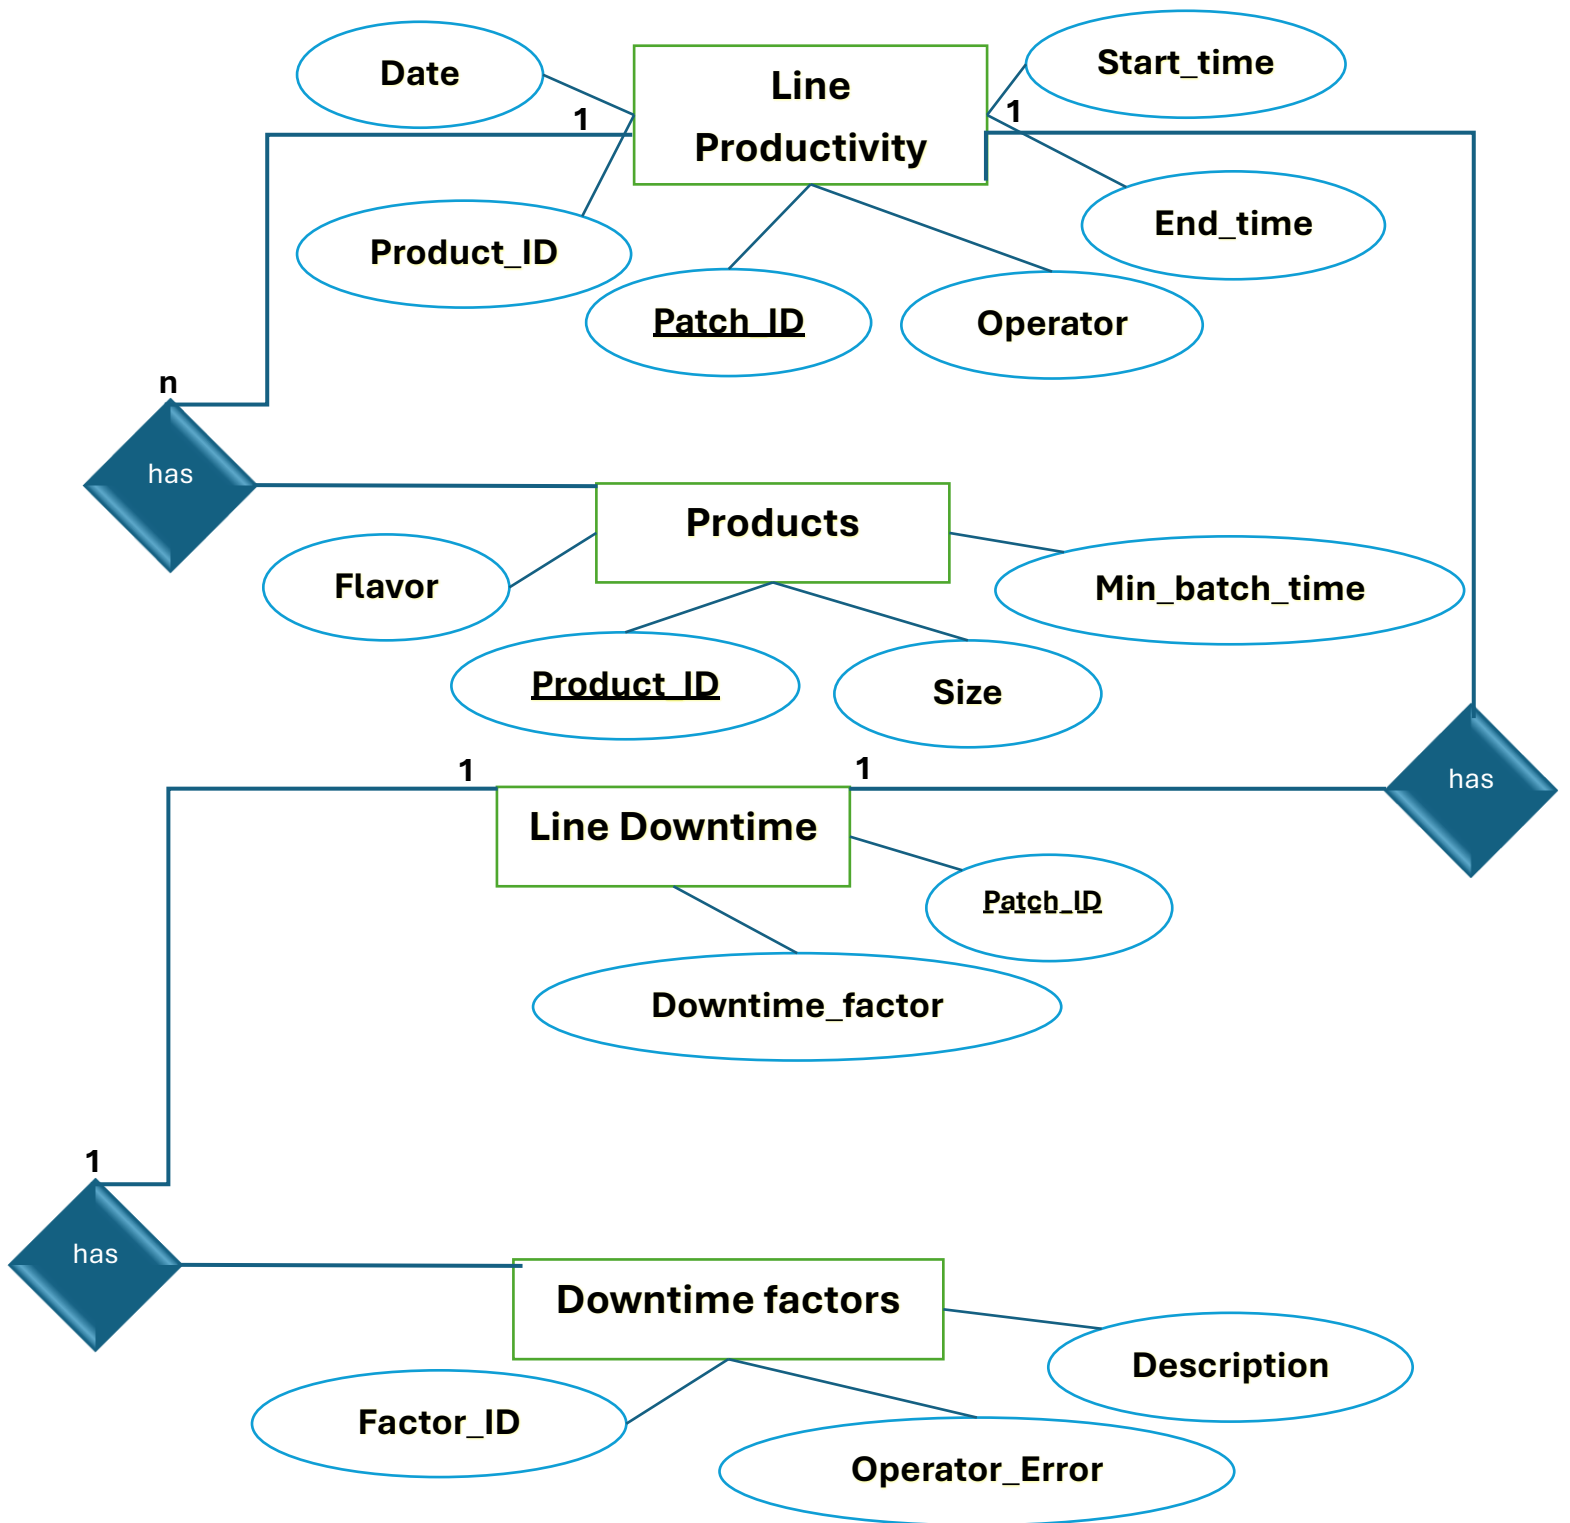 Date
Line
Productivity
Start_time
1
1
Product_ID
End_time
Patch_ID
Operator
n
has
Products
Flavor
Min_batch_time
Product_ID
Size
1
1
has
Line Downtime
Patch_ID
Downtime_factor
1
has
Downtime factors
Description
Factor_ID
Operator_Error